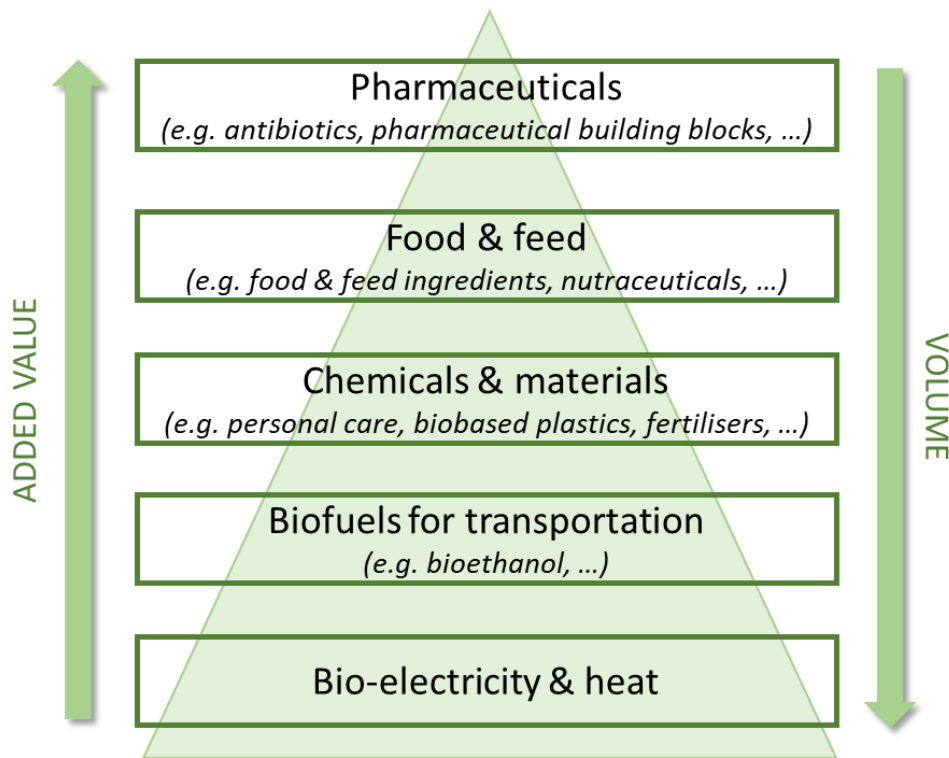 Pharmaceuticals
(e.g. antibiotics, pharmaceutical building blocks, ...)
Food & feed
(e.g. food & feed ingredients, nutraceuticals, ...)
Chemicals & materials
(e.g. personal care, biobased plastics, fertilisers, ...)
Biofuels for transportation
(e.g. bioethanol, ...)
Bio-electricity & heat
ADDED VALUE
VOLUME